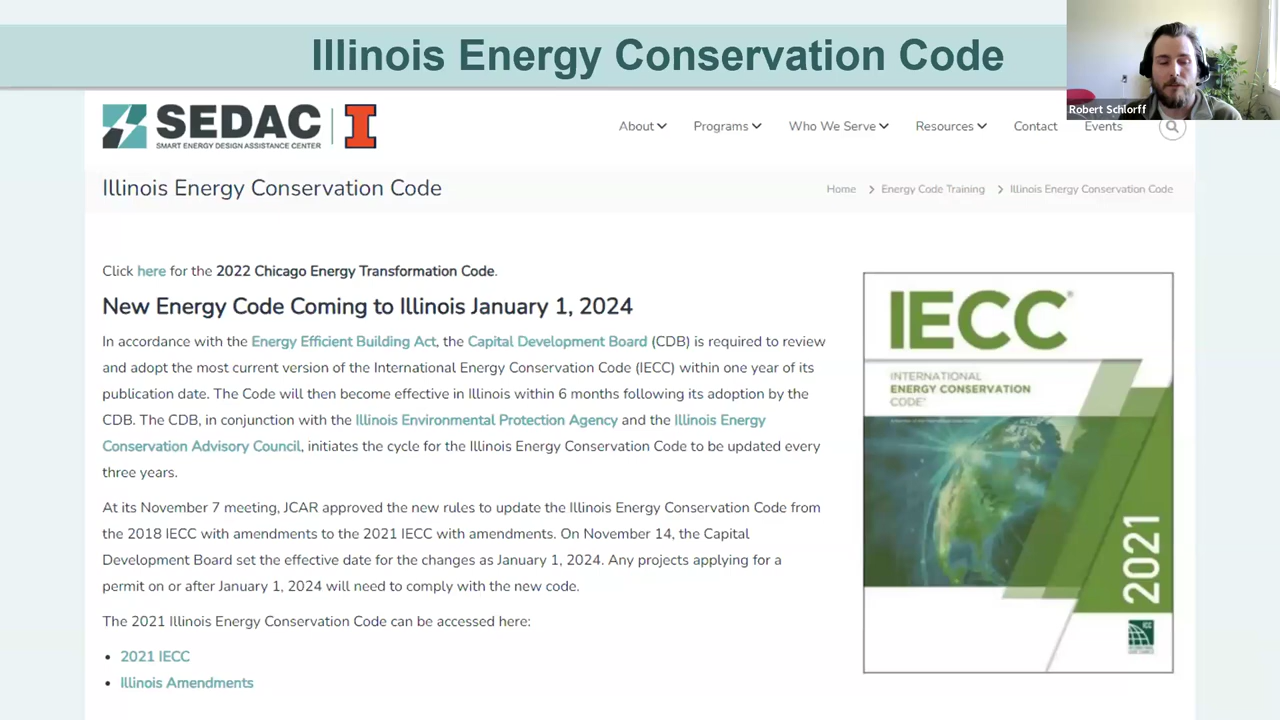 Illinois Energy Conservation Code
Robert Schlorff
SEDAC
SMART ENERGY DESIGN ASSISTANCE CENTER
I
About Programs Who We Serve Resources Contact Events
Illinois Energy Conservation Code
Home > Energy Code Training > Illinois Energy Conservation Code
Click here for the 2022 Chicago Energy Transformation Code.
New Energy Code Coming to Illinois January 1, 2024
In accordance with the Energy Efficient Building Act, the Capital Development Board (CDB) is required to review
and adopt the most current version of the International Energy Conservation Code (IECC) within one year of its
publication date. The Code will then become effective in Illinois within 6 months following its adoption by the
CDB. The CDB, in conjunction with the Illinois Environmental Protection Agency and the Illinois Energy
Conservation Advisory Council, initiates the cycle for the Illinois Energy Conservation Code to be updated every
three years.
At its November 7 meeting, JCAR approved the new rules to update the Illinois Energy Conservation Code from
the 2018 IECC with amendments to the 2021 IECC with amendments. On November 14, the Capital
Development Board set the effective date for the changes as January 1, 2024. Any projects applying for a
permit on or after January 1, 2024 will need to comply with the new code.
The 2021 Illinois Energy Conservation Code can be accessed here:
• 2021 IECC
• Illinois Amendments
IECC®
INTERNATIONAL
ENERGY CONSERVATION
CODE®
2021
ICC